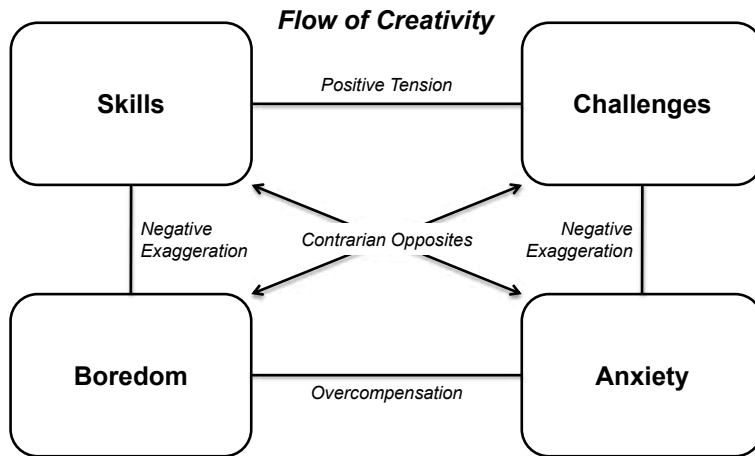 Flow of Creativity
Skills
Positive Tension
Challenges
Negative
Exaggeration
Contrarian Opposites
Negative
Exaggeration
Boredom
Overcompensation
Anxiety